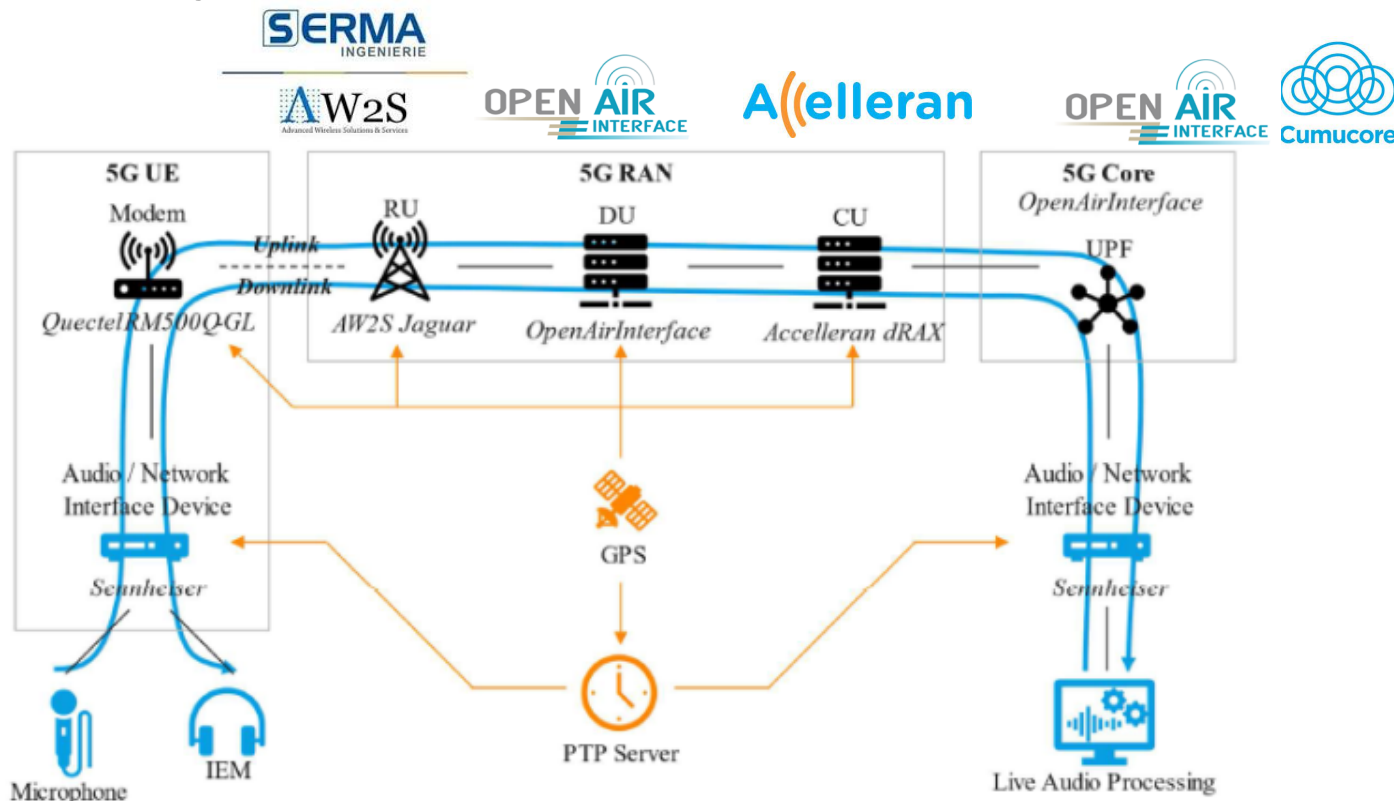 SERMA
INGENIERIE
AW2S
Advanced Wireless Solutions & Services
OPEN AIR
INTERFACE
Accelleran
OPEN AIR
INTERFACE
Cumucore
5G UE
5G RAN
5G Core
OpenAirInterface
Modem
RU
DU
CU
UPF
Uplink
Downlink
QuectelRM500Q-GL
AW2S Jaguar
OpenAirInterface
Accelleran dRAX
Audio / Network
Interface Device
Sennheiser
GPS
Audio / Network
Interface Device
Sennheiser
Microphone
IEM
PTP Server
Live Audio Processing